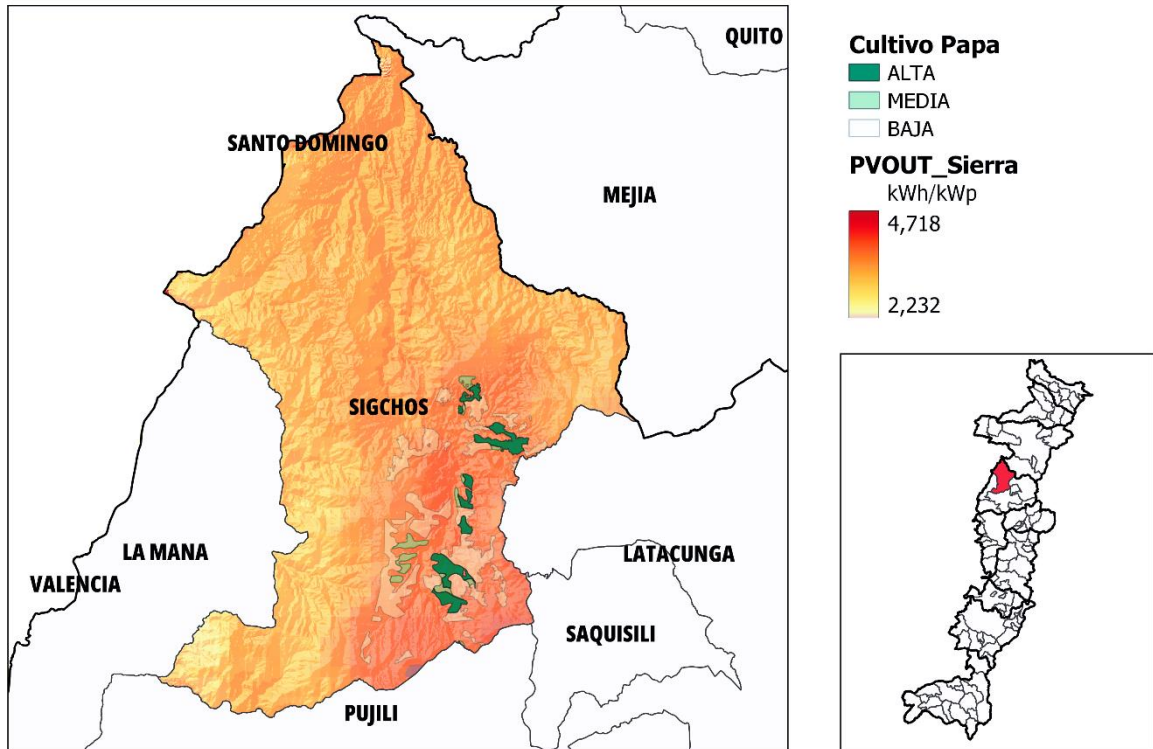 QUITO
SANTO DOMINGO
MEJIA
SIGCHOS
LA MANA
VALENCIA
LATACUNGA
SAQUISILI
PUJILI
Cultivo Papa
ALTA
MEDIA
BAJA
PVOUT_Sierra
kWh/kWp
4,718
2,232